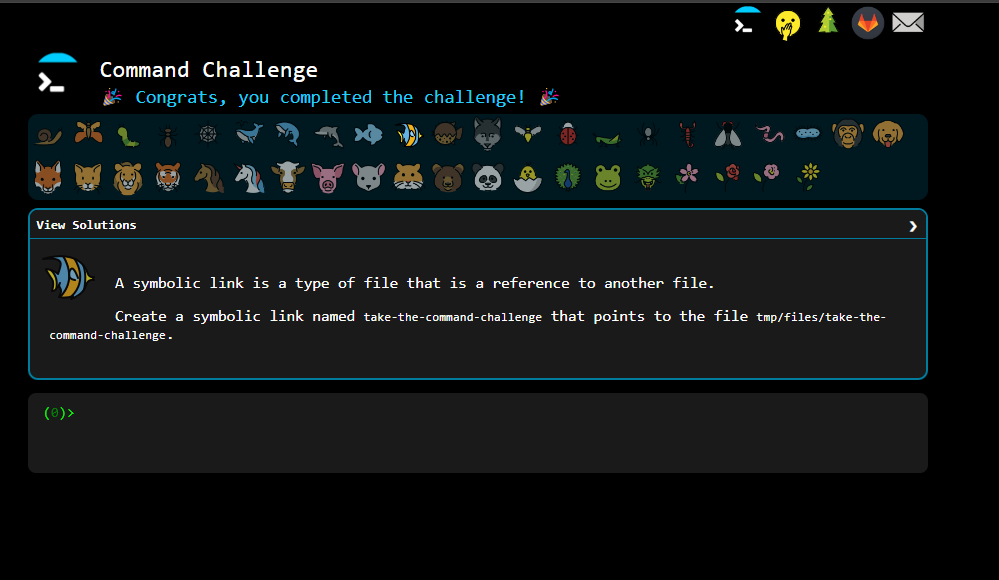 Command Challenge
🎉 Congrats, you completed the challenge! 🎉
View Solutions
A symbolic link is a type of file that is a reference to another file.
Create a symbolic link named take-the-command-challenge that points to the file tmp/files/take-the-
command-challenge.
(0)>